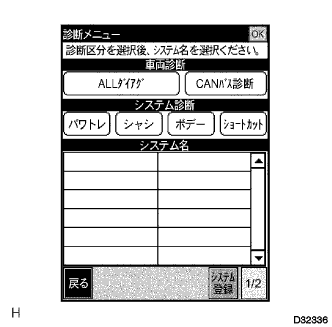 診断メニュー OK
診断区分を選択後、システム名を選択ください。
車両診断
ALLダイアグ CANバス診断
システム診断
パワトレ シャシ ボデー ショートカット
システム名
戻る システム登録 1/2
H
D32336